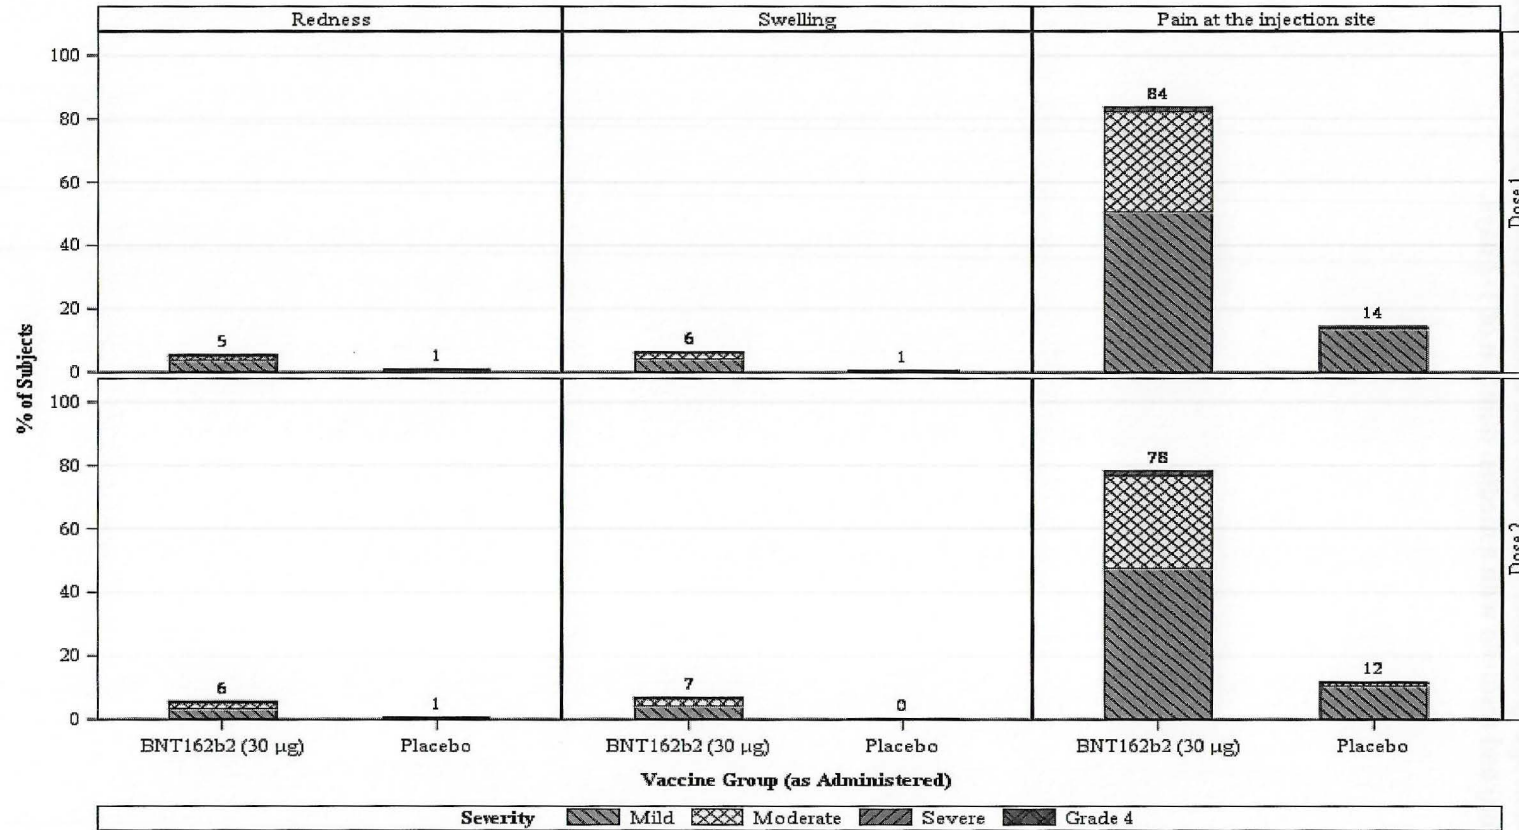 Redness
Swelling
Pain at the injection site
100
80
60
40
20
0
5
1
6
1
84
14
Dose 1
% of Subjects
100
80
60
40
20
0
6
1
7
0
78
12
Dose 2
BNT162b2 (30 µg)
Placebo
BNT162b2 (30 µg)
Placebo
BNT162b2 (30 µg)
Placebo
Vaccine Group (as Administered)
Severity Mild Moderate Severe Grade 4